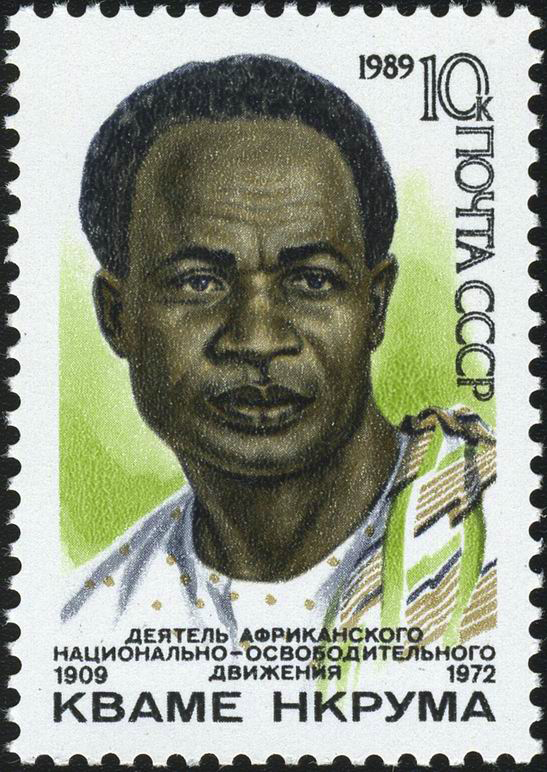 1989 10к
ПОЧТА СССР
ДЕЯТЕЛЬ АФРИКАНСКОГО
НАЦИОНАЛЬНО-ОСВОБОДИТЕЛЬНОГО
1909 ДВИЖЕНИЯ 1972
КВАМЕ НКРУМА